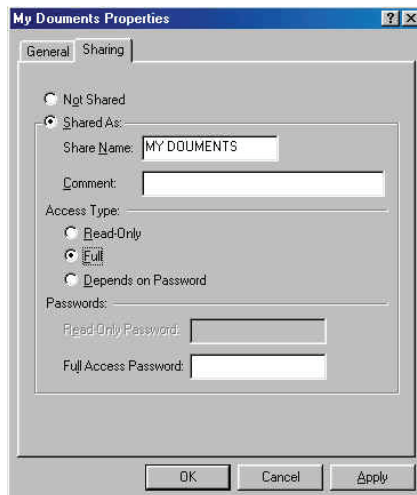 My Douments Properties
General Sharing
Not Shared
Shared As:
Share Name: MY DOUMENTS
Comment:
Access Type:
Read-Only
Full
Depends on Password
Passwords:
Read-Only Password:
Full Access Password:
OK Cancel Apply